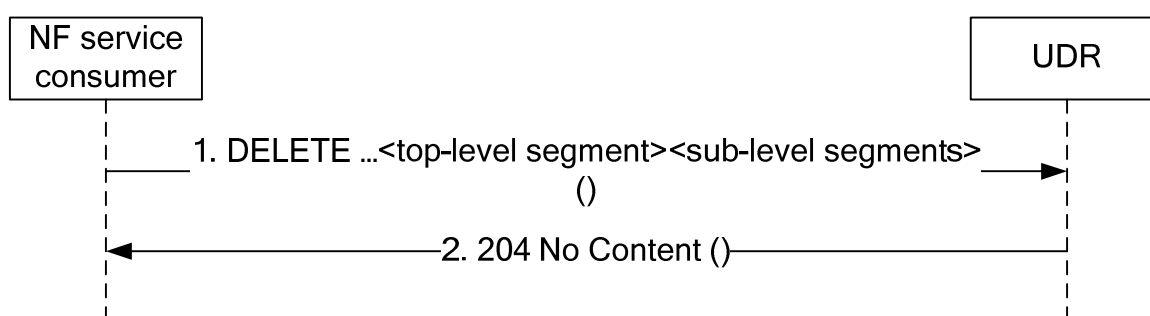 NF service
consumer
UDR
1. DELETE ...<top-level segment><sub-level segments>
()
2. 204 No Content ()